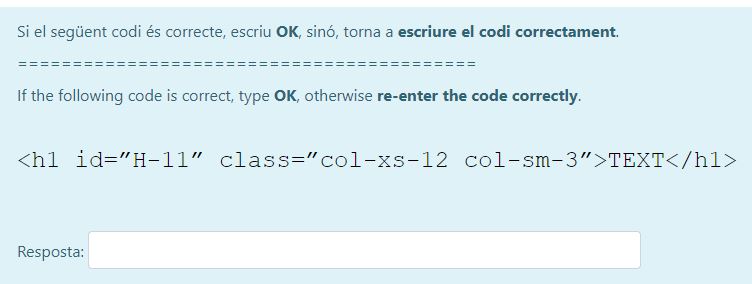 Si el següent codi és correcte, escriu OK, sinó, torna a escriure el codi correctament.
==========================================
If the following code is correct, type OK, otherwise re-enter the code correctly.
<h1 id=”H-11” class=”col-xs-12 col-sm-3”>TEXT</h1>
Resposta: